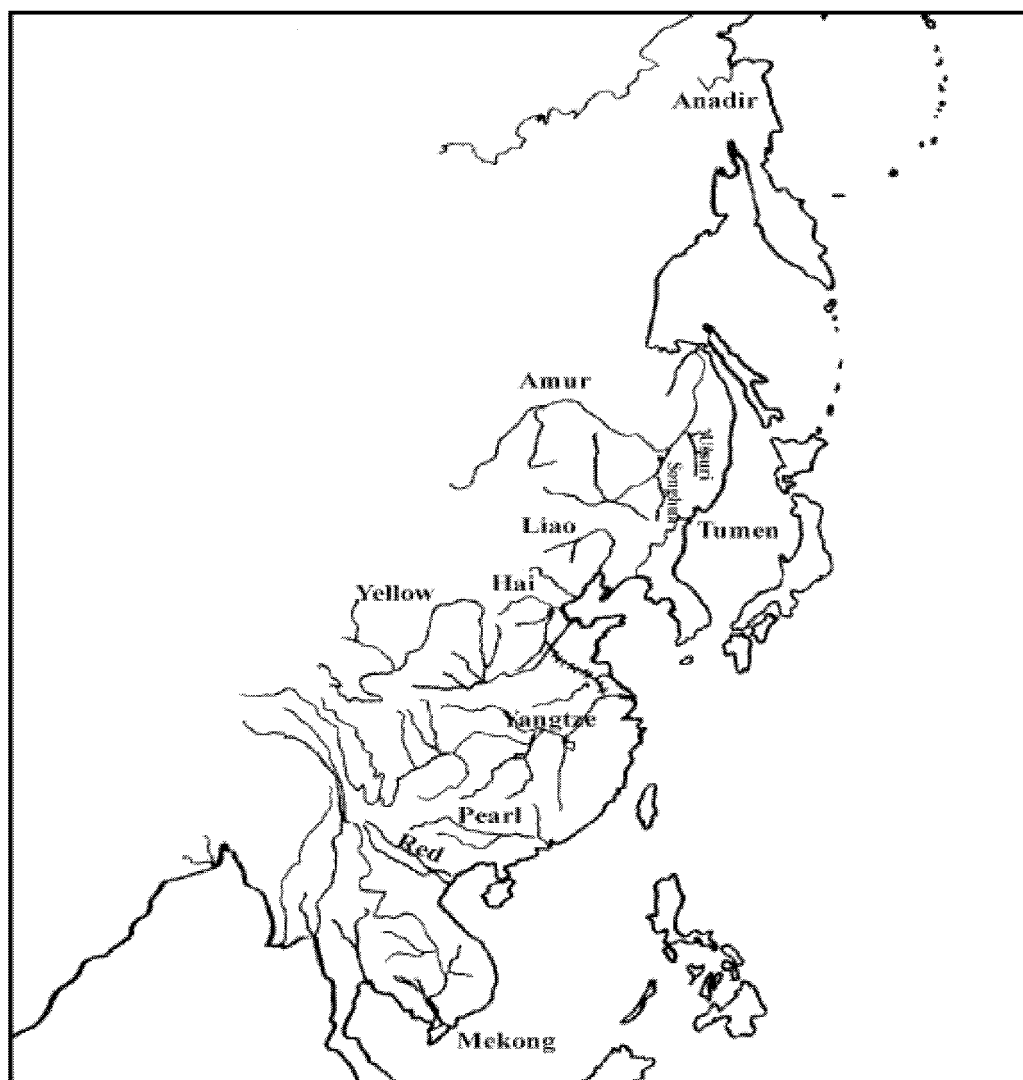 Anadir
Amur
Ussuri
Songhua
Liao
Tumen
Hai
Yellow
Yangtze
Pearl
Red
Mekong